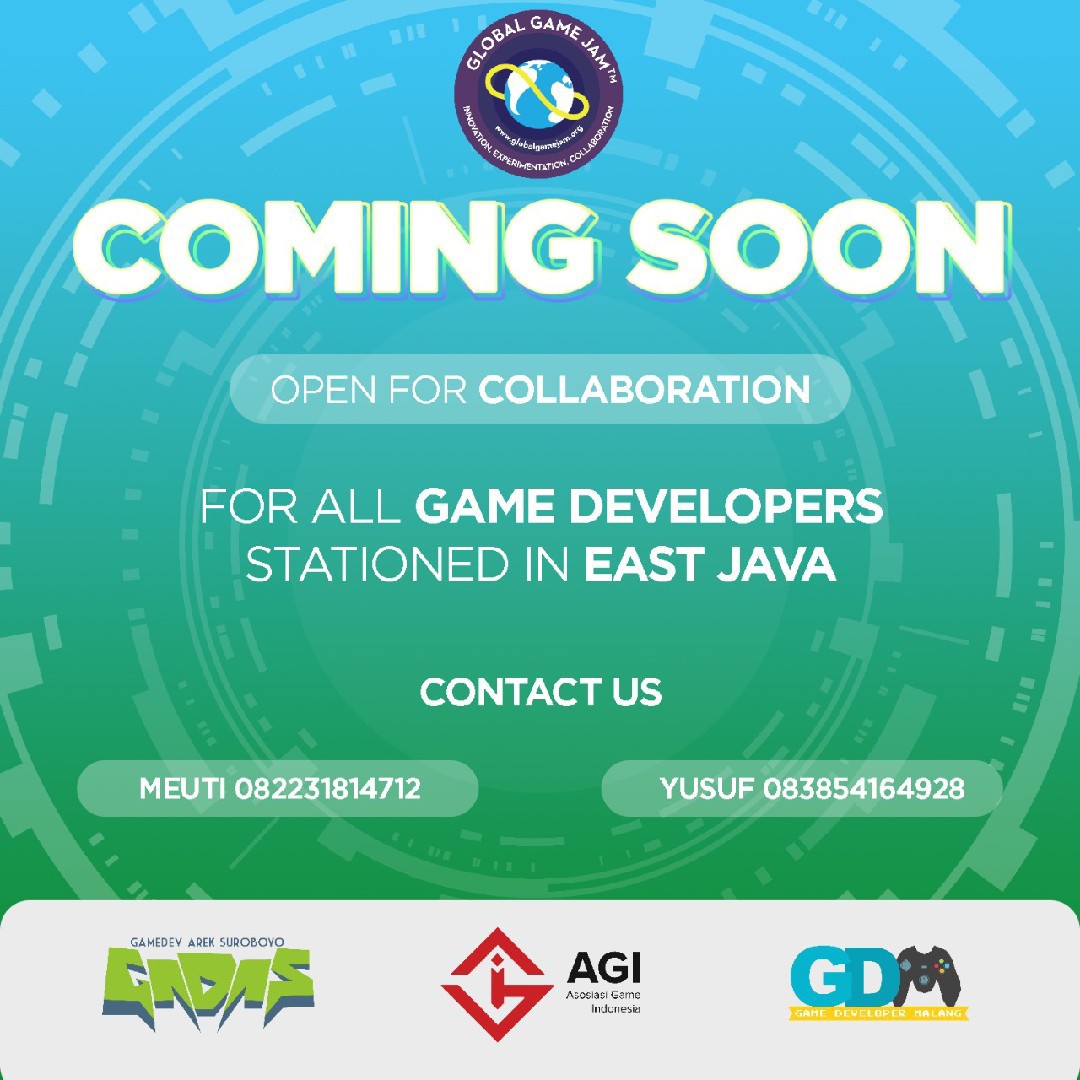 GLOBAL GAME JAM™
www.globalgamejam.org
INNOVATION, EXPERIMENTATION, COLLABORATION
COMING SOON
OPEN FOR COLLABORATION
FOR ALL GAME DEVELOPERS
STATIONED IN EAST JAVA
CONTACT US
MEUTI 082231814712
YUSUF 083854164928
GAMEDEV AREK SUROBOYO
GADAS
AGI
Asosiasi Game
Indonesia
GDM
GAME DEVELOPER MALANG